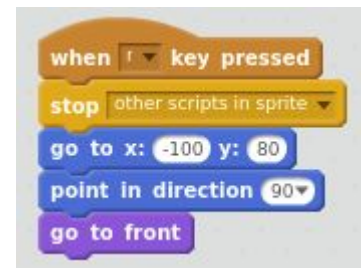 when r key pressed
stop other scripts in sprite
go to x: -100 y: 80
point in direction 90
go to front